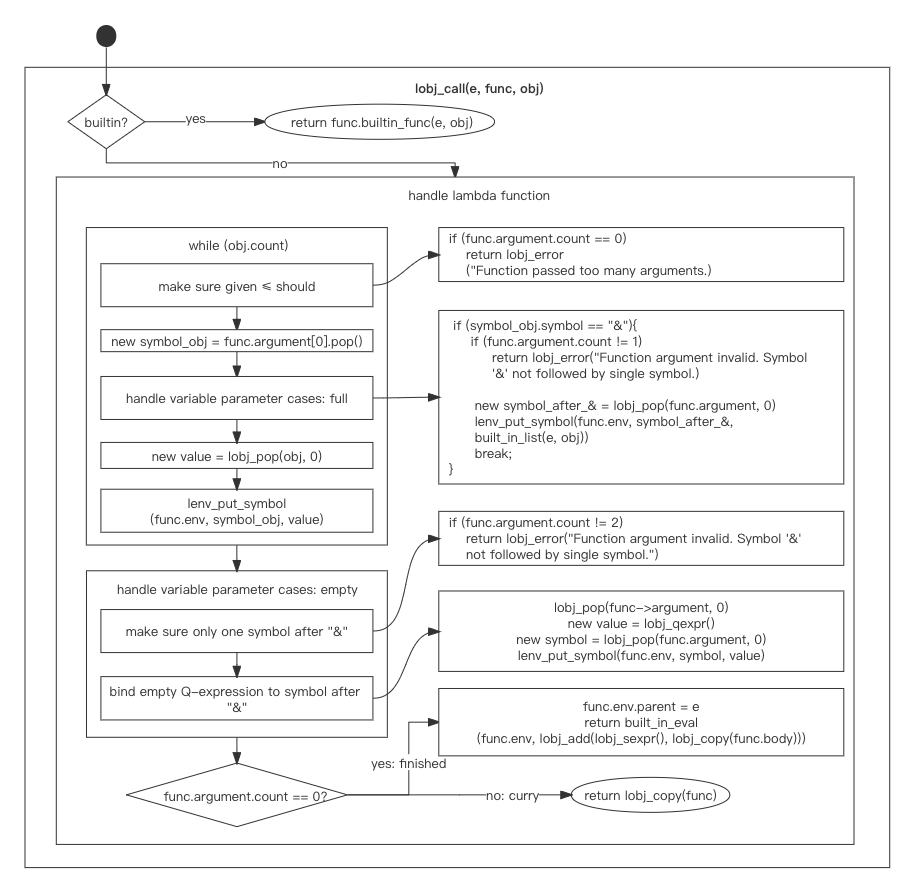 lobj_call(e, func, obj)
builtin?
yes
return func.builtin_func(e, obj)
no
handle lambda function
while (obj.count)
make sure given ≤ should
new symbol_obj = func.argument[0].pop()
handle variable parameter cases: full
new value = lobj_pop(obj, 0)
lenv_put_symbol
(func.env, symbol_obj, value)
if (func.argument.count == 0)
return lobj_error
("Function passed too many arguments.)
if (symbol_obj.symbol == "&"){
if (func.argument.count != 1)
return lobj_error("Function argument invalid. Symbol
'&' not followed by single symbol.)
new symbol_after_& = lobj_pop(func.argument, 0)
lenv_put_symbol(func.env, symbol_after_&,
built_in_list(e, obj))
break;
}
handle variable parameter cases: empty
make sure only one symbol after "&"
bind empty Q-expression to symbol after
"&"
if (func.argument.count != 2)
return lobj_error("Function argument invalid. Symbol '&'
not followed by single symbol.")
lobj_pop(func->argument, 0)
new value = lobj_qexpr()
new symbol = lobj_pop(func.argument, 0)
lenv_put_symbol(func.env, symbol, value)
func.env.parent = e
return built_in_eval
(func.env, lobj_add(lobj_sexpr(), lobj_copy(func.body)))
yes: finished
func.argument.count == 0?
no: curry
return lobj_copy(func)